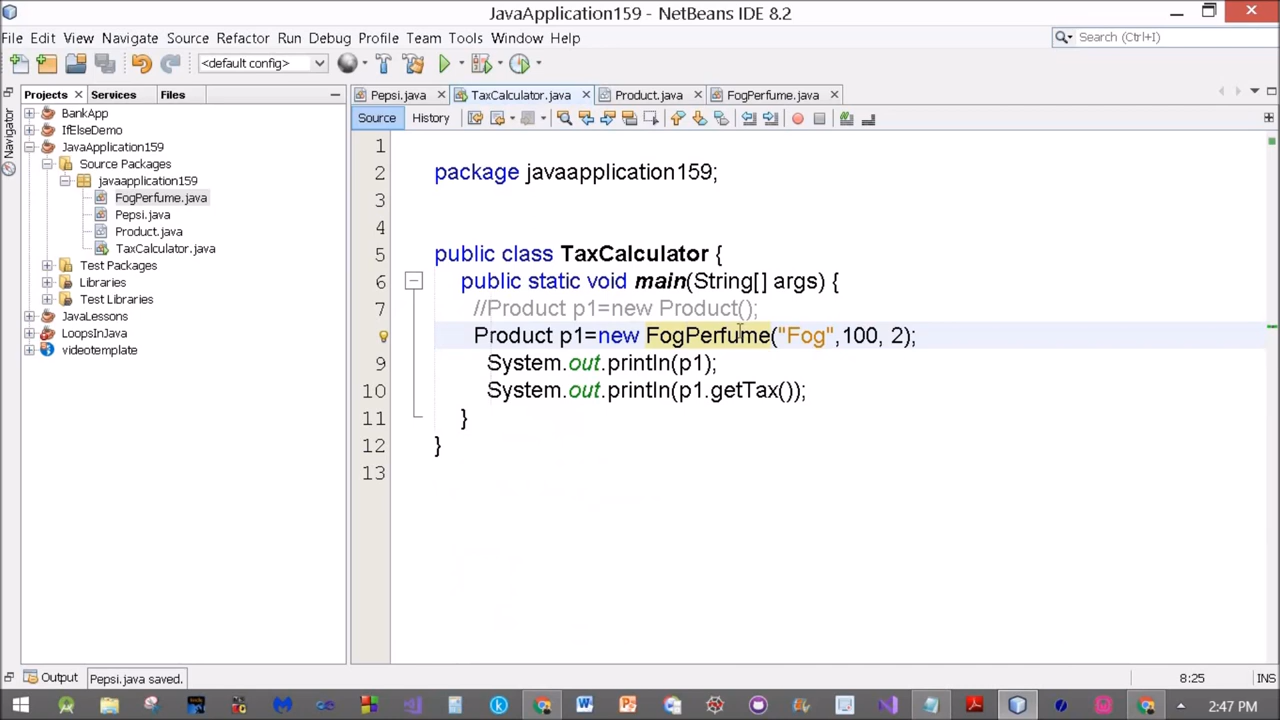 JavaApplication159 - NetBeans IDE 8.2
File Edit View Navigate Source Refactor Run Debug Profile Team Tools Window Help
Search (Ctrl+I)
<default config>
Projects Services Files
Pepsi.java TaxCalculator.java Product.java FogPerfume.java
Navigator
Source History
BankApp
IfElseDemo
JavaApplication159
Source Packages
javaapplication159
FogPerfume.java
Pepsi.java
Product.java
TaxCalculator.java
Test Packages
Libraries
Test Libraries
JavaLessons
LoopsInJava
videotemplate
1
2 package javaapplication159;
3
4
5 public class TaxCalculator {
6 public static void main(String[] args) {
7 //Product p1=new Product();
Product p1=new FogPerfume("Fog",100, 2);
9 System.out.println(p1);
10 System.out.println(p1.getTax());
11 }
12 }
13
Output
Pepsi.java saved.
8:25 INS
2:47 PM